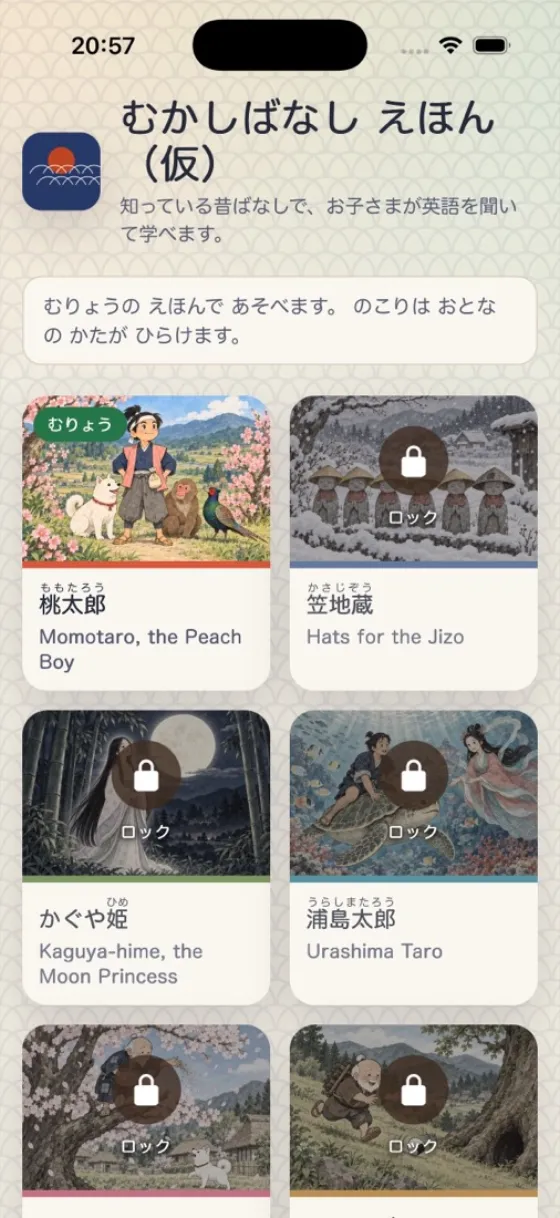 20:57
むかしばなし えほん
（仮）
知っている昔ばなしで、お子さまが英語を聞い
て学べます。
むりょうの えほんで あそべます。 のこりは おとな
の かたが ひらけます。
むりょう
ロック
ももたろう
桃太郎
Momotaro, the Peach
Boy
かさじぞう
笠地蔵
Hats for the Jizo
ロック
ロック
ひめ
かぐや姫
Kaguya-hime, the
Moon Princess
うらしまたろう
浦島太郎
Urashima Taro
ロック
ロック